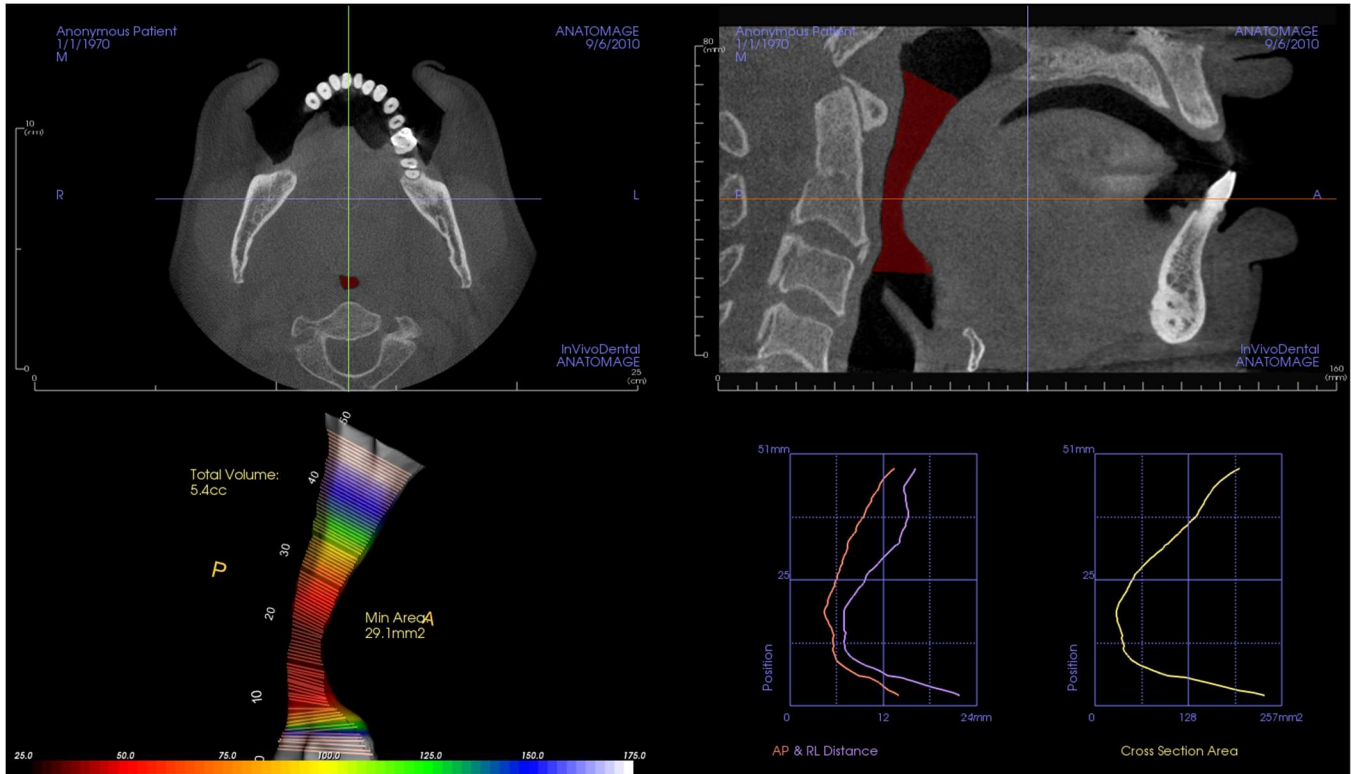 Anonymous Patient
1/1/1970
M
ANATOMAGE
9/6/2010
10
(cm)
R
L
0
InVivoDental
ANATOMAGE
0
25
(cm)
80
(mm)
Anonymous Patient
1/1/1970
M
ANATOMAGE
9/6/2010
P
A
0
InVivoDental
ANATOMAGE
0
160
(mm)
Total Volume:
5.4cc
P
50
40
30
20
10
0
Min Area
A
29.1mm2
25.0
50.0
75.0
100.0
125.0
150.0
175.0
51mm
25
Position
0
12
24mm
AP & RL Distance
51mm
25
Position
0
128
257mm2
Cross Section Area